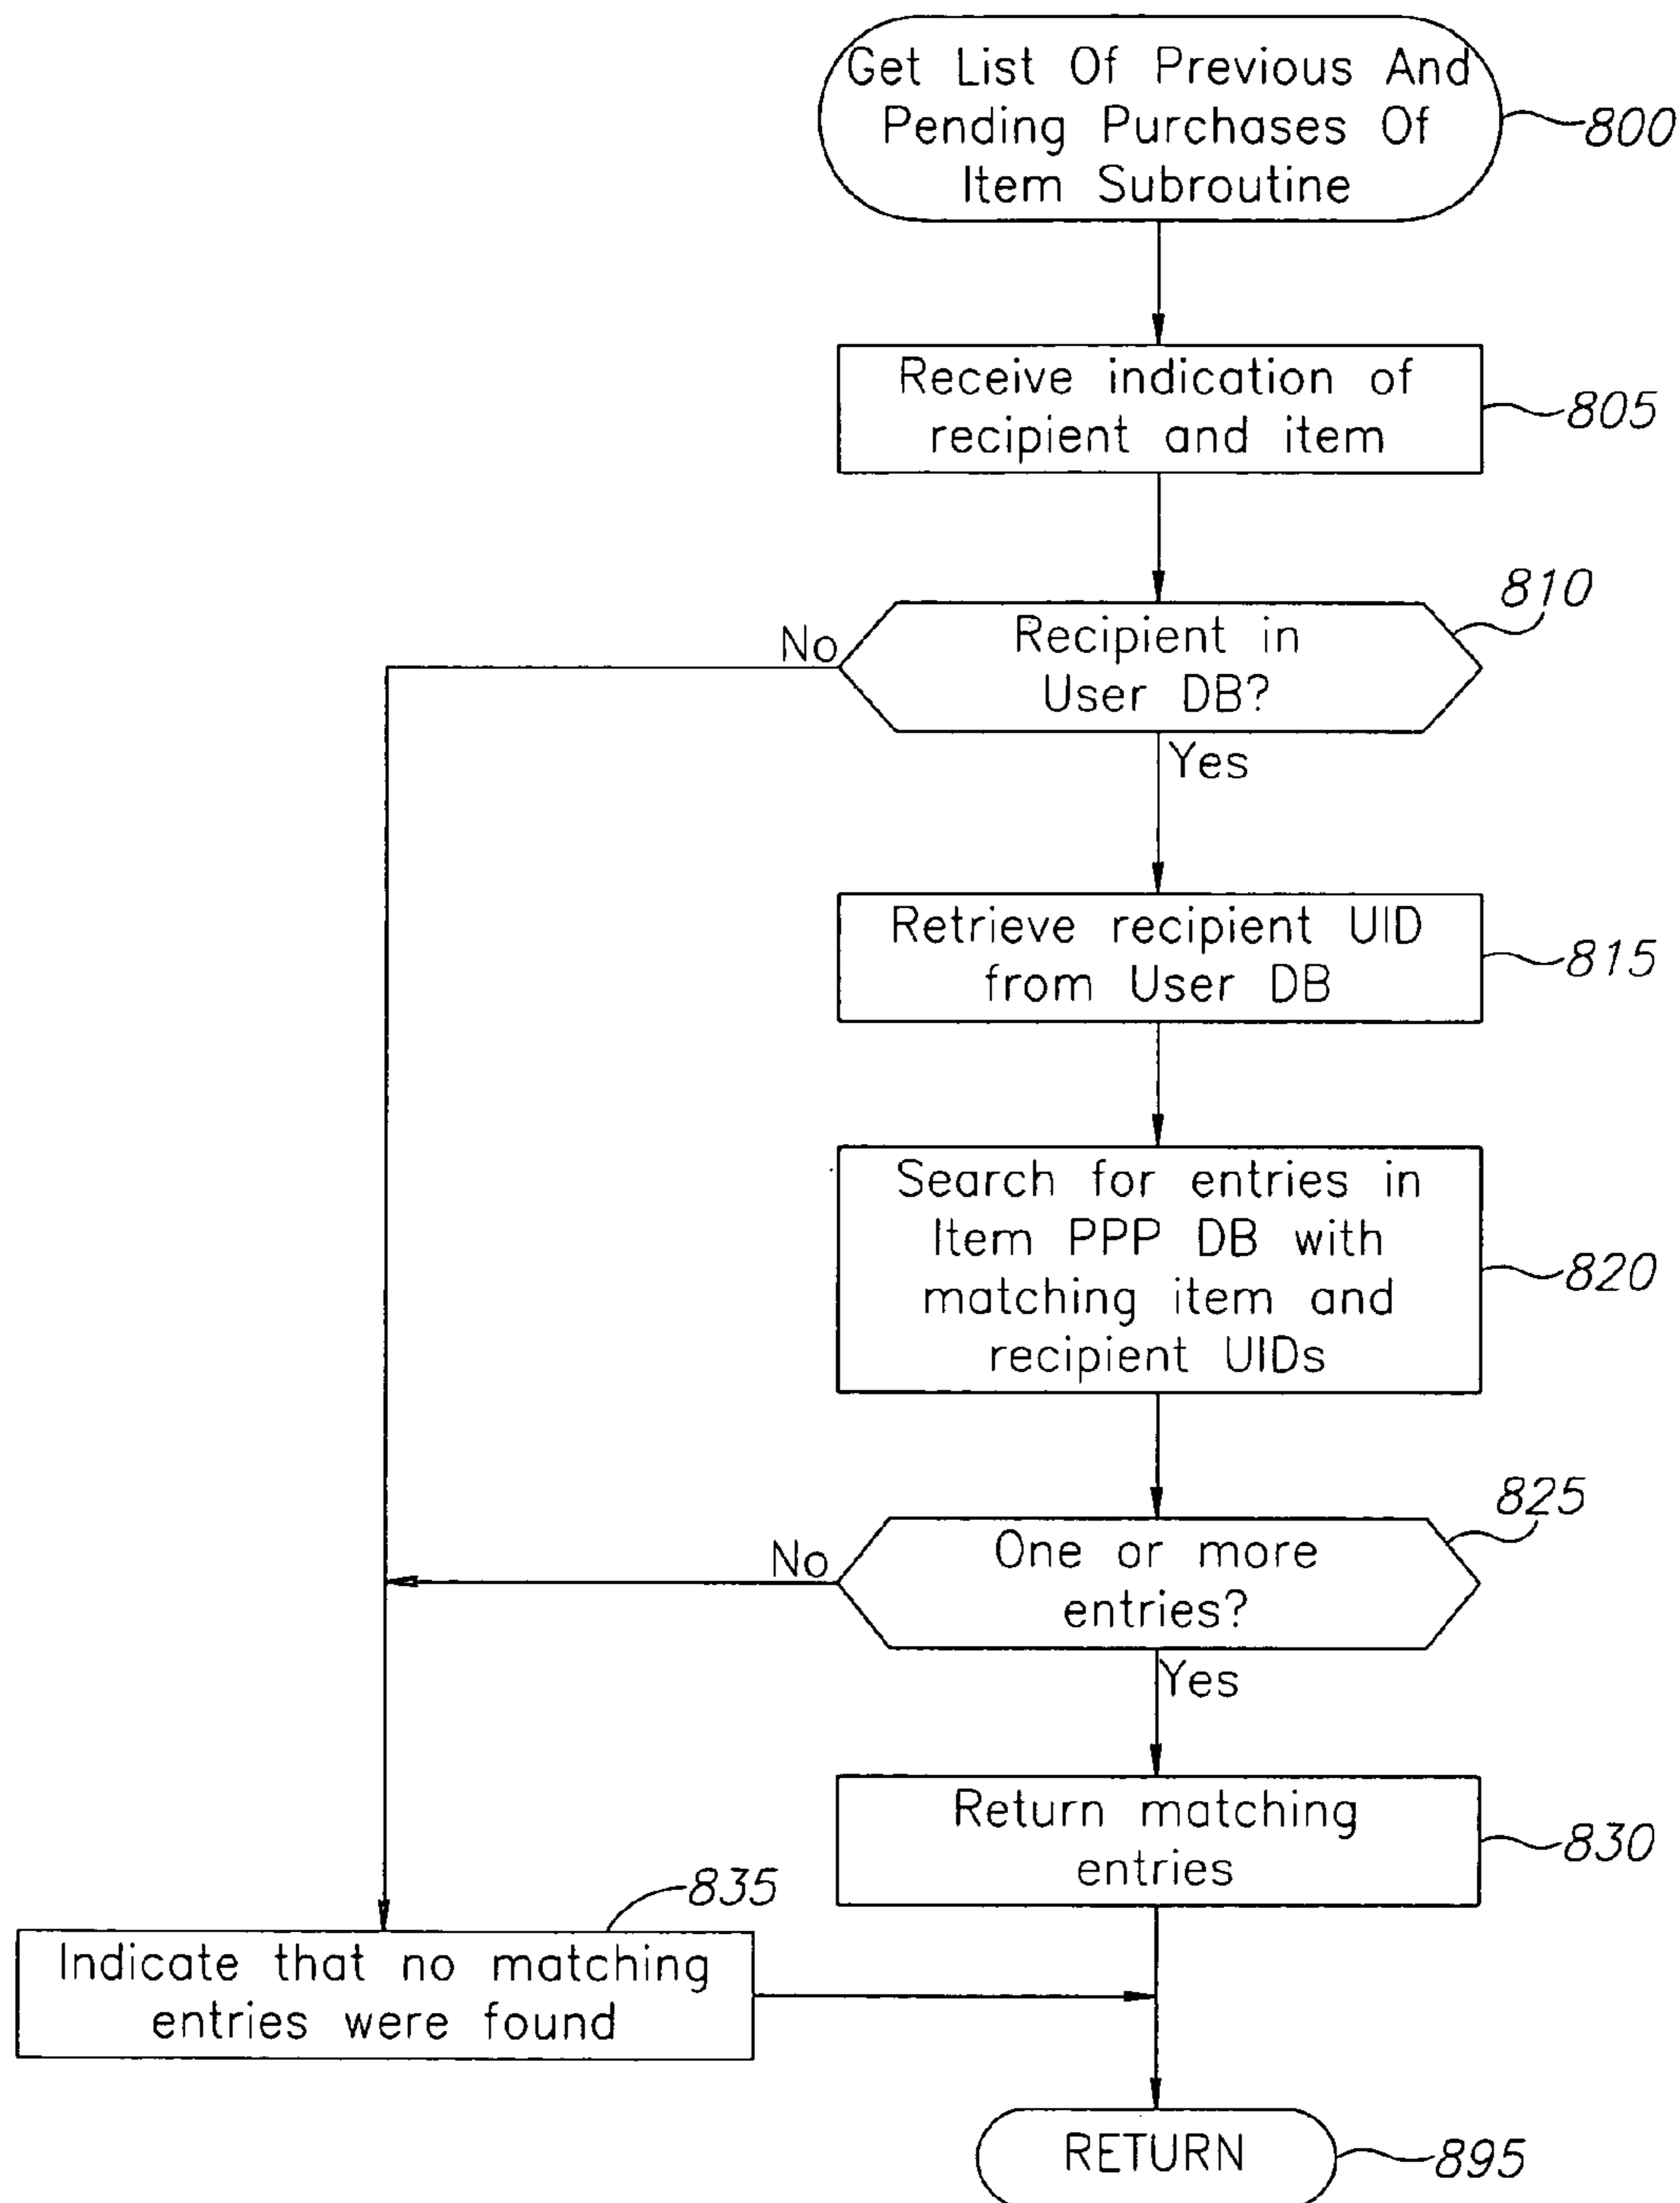 Get List Of Previous And
Pending Purchases Of
Item Subroutine
800
Receive indication of
recipient and item
805
810
Recipient in
User DB?
No
Yes
Retrieve recipient UID
from User DB
815
Search for entries in
Item PPP DB with
matching item and
recipient UIDs
820
825
One or more
entries?
No
Yes
Return matching
entries
830
835
Indicate that no matching
entries were found
RETURN
895